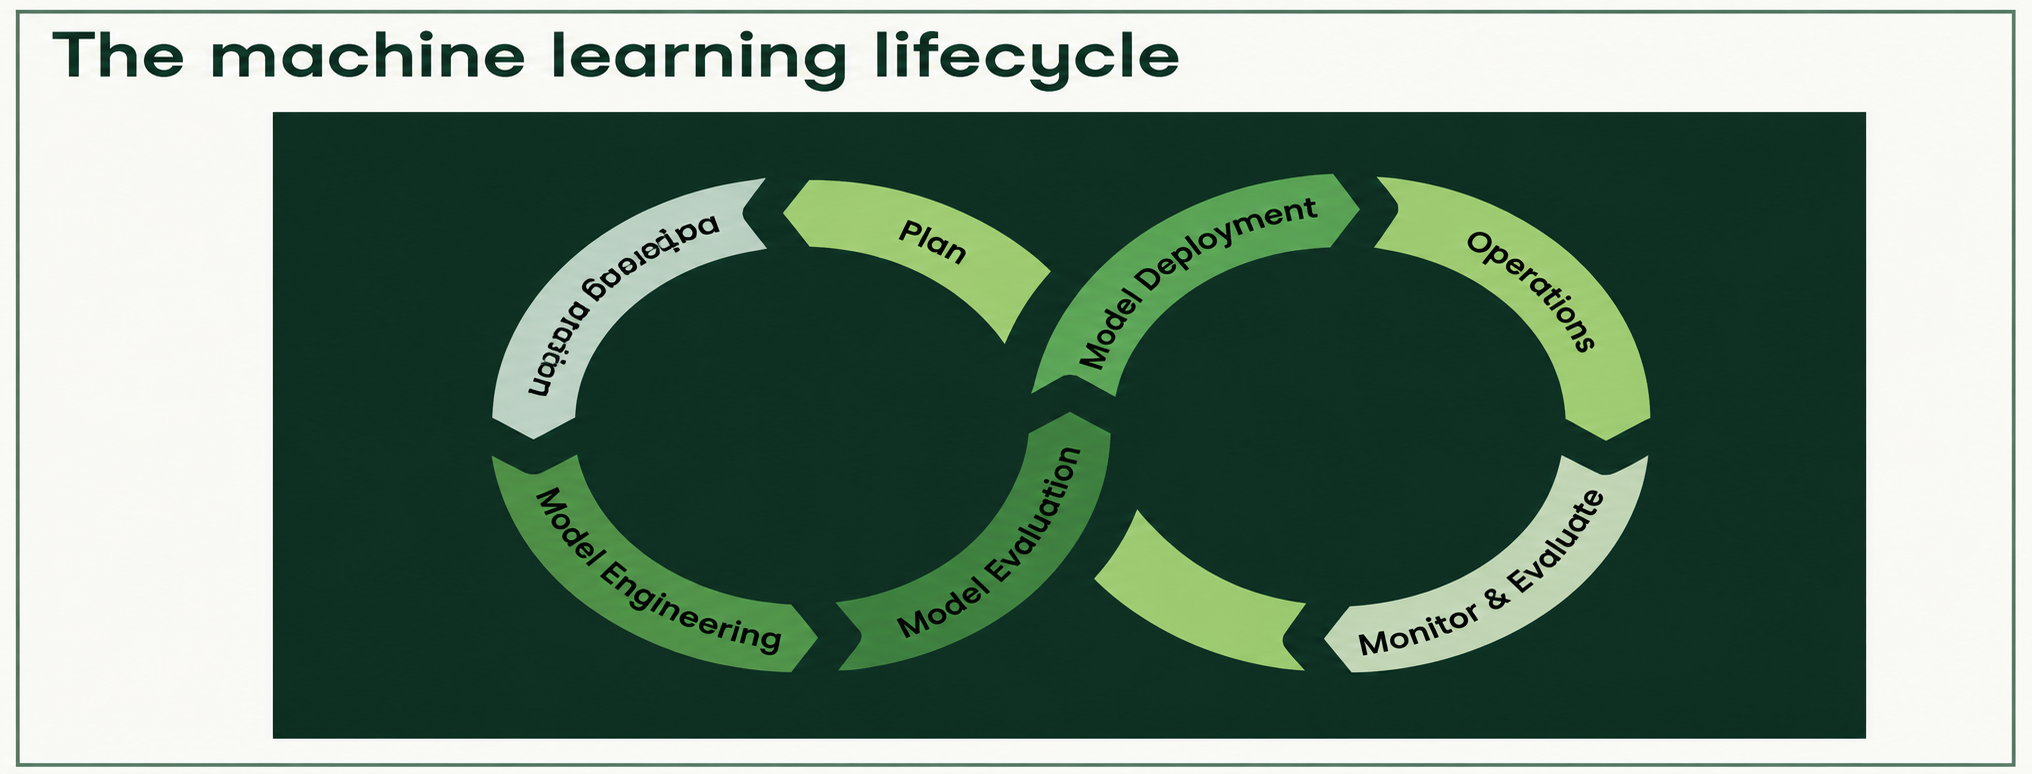 The machine learning lifecycle
Plan
Model Deployment
Operations
Model Engineering
Model Evaluation
Monitor & Evaluate